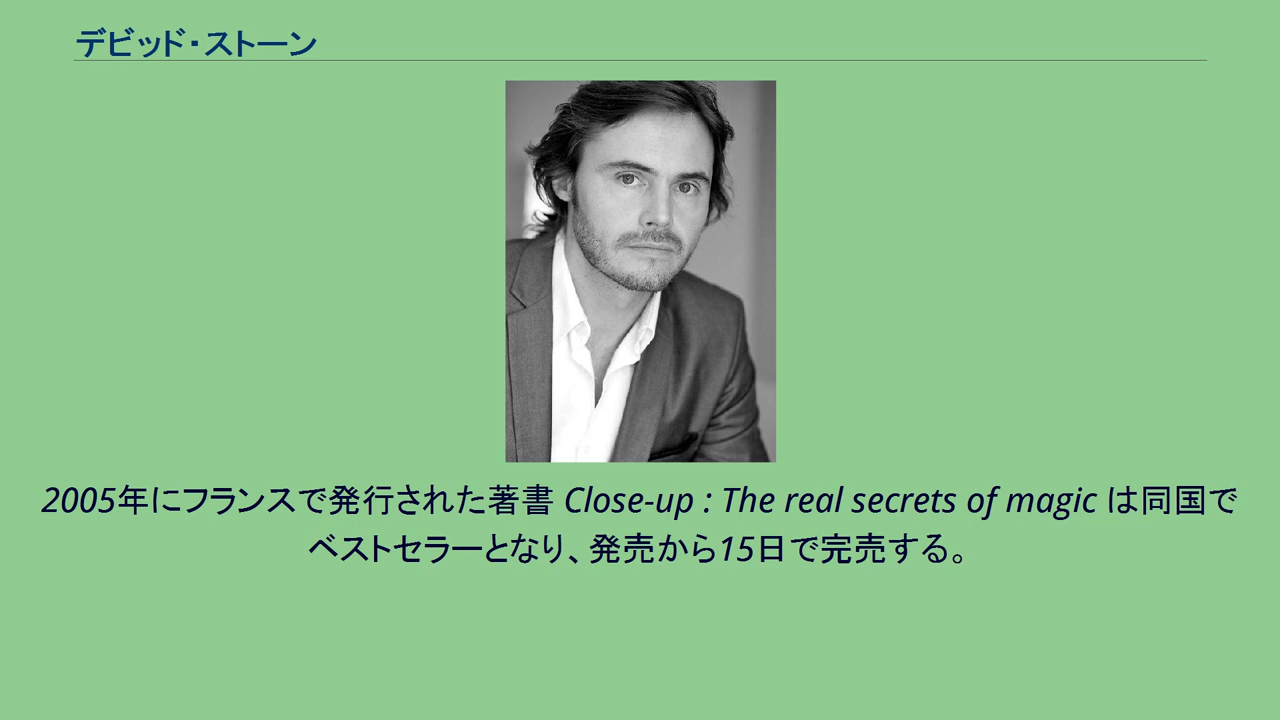 デビッド・ストーン
2005年にフランスで発行された著書 Close-up : The real secrets of magic は同国で
ベストセラーとなり、発売から15日で完売する。